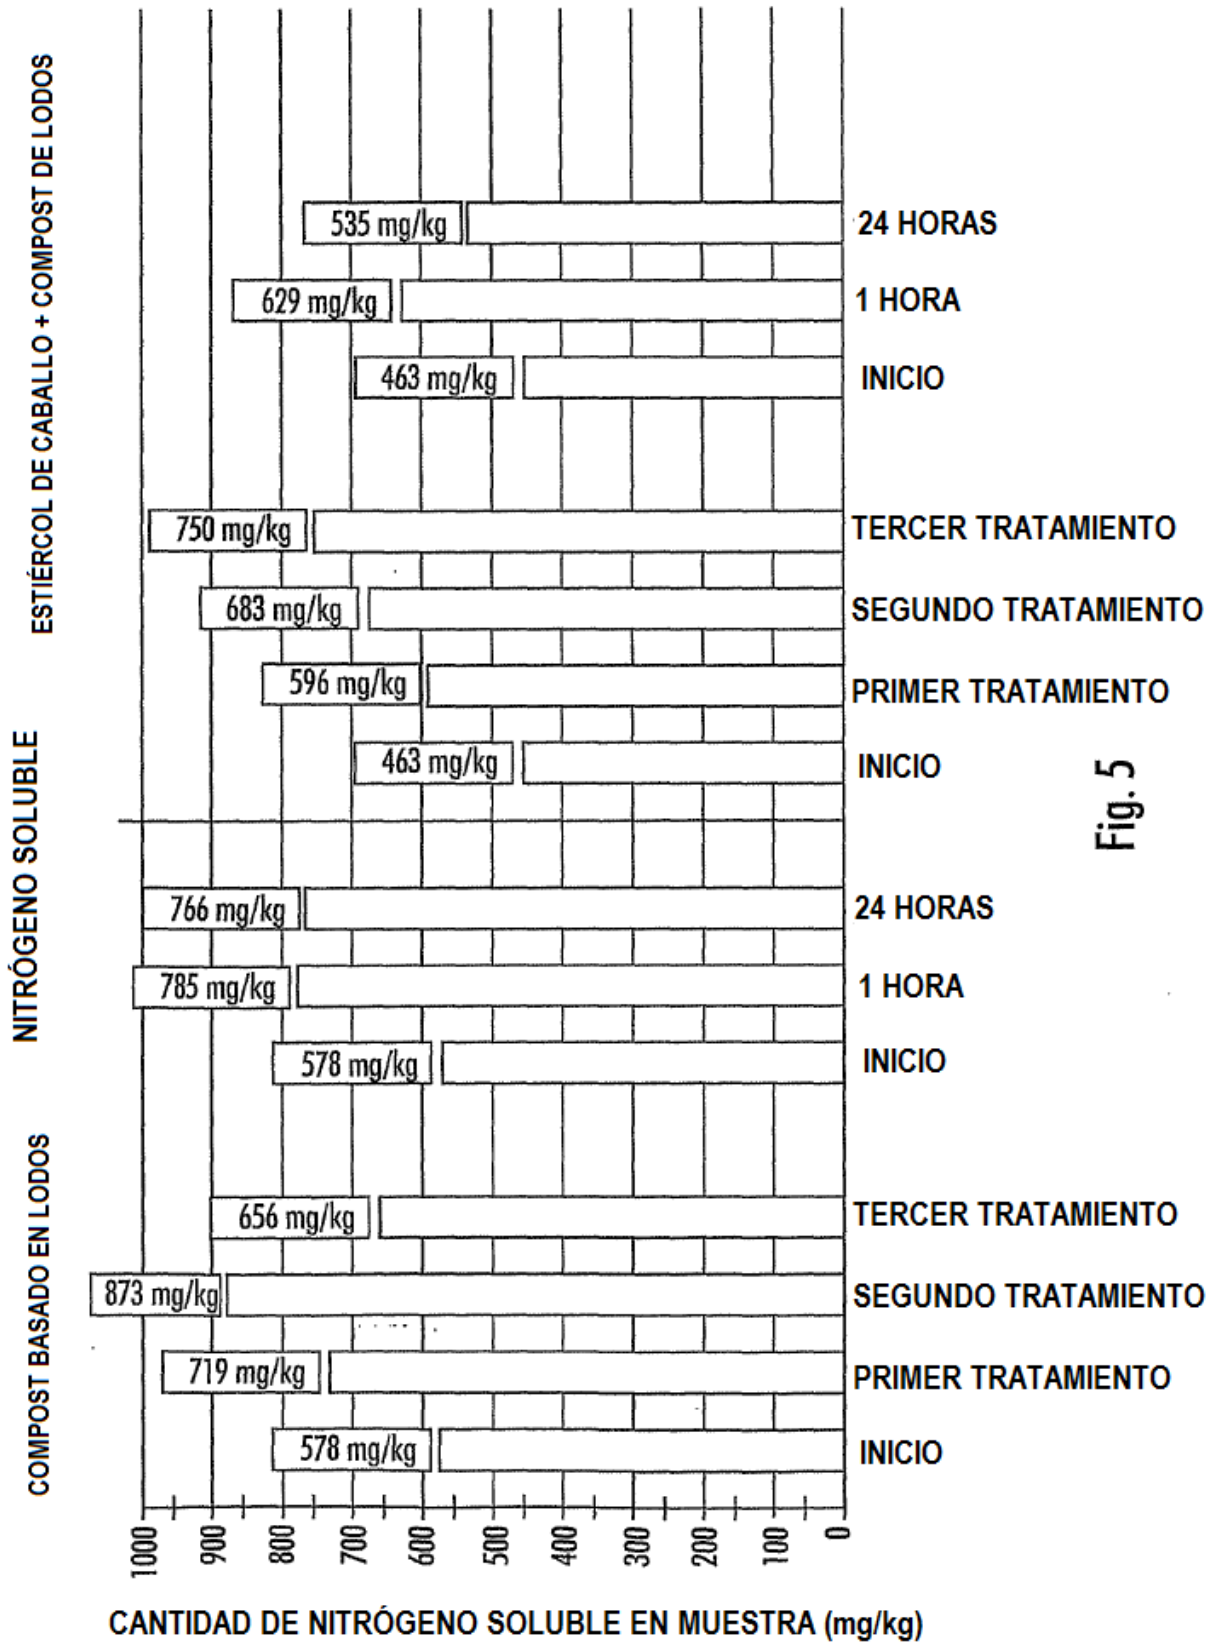 ESTIÉRCOL DE CABALLO + COMPOST DE LODOS
NITRÓGENO SOLUBLE
COMPOST BASADO EN LODOS
535 mg/kg
24 HORAS
629 mg/kg
1 HORA
463 mg/kg
INICIO
750 mg/kg
TERCER TRATAMIENTO
683 mg/kg
SEGUNDO TRATAMIENTO
596 mg/kg
PRIMER TRATAMIENTO
463 mg/kg
INICIO
Fig. 5
766 mg/kg
24 HORAS
785 mg/kg
1 HORA
578 mg/kg
INICIO
656 mg/kg
TERCER TRATAMIENTO
873 mg/kg
SEGUNDO TRATAMIENTO
719 mg/kg
PRIMER TRATAMIENTO
578 mg/kg
INICIO
1000
900
800
700
600
500
400
300
200
100
0
CANTIDAD DE NITRÓGENO SOLUBLE EN MUESTRA (mg/kg)